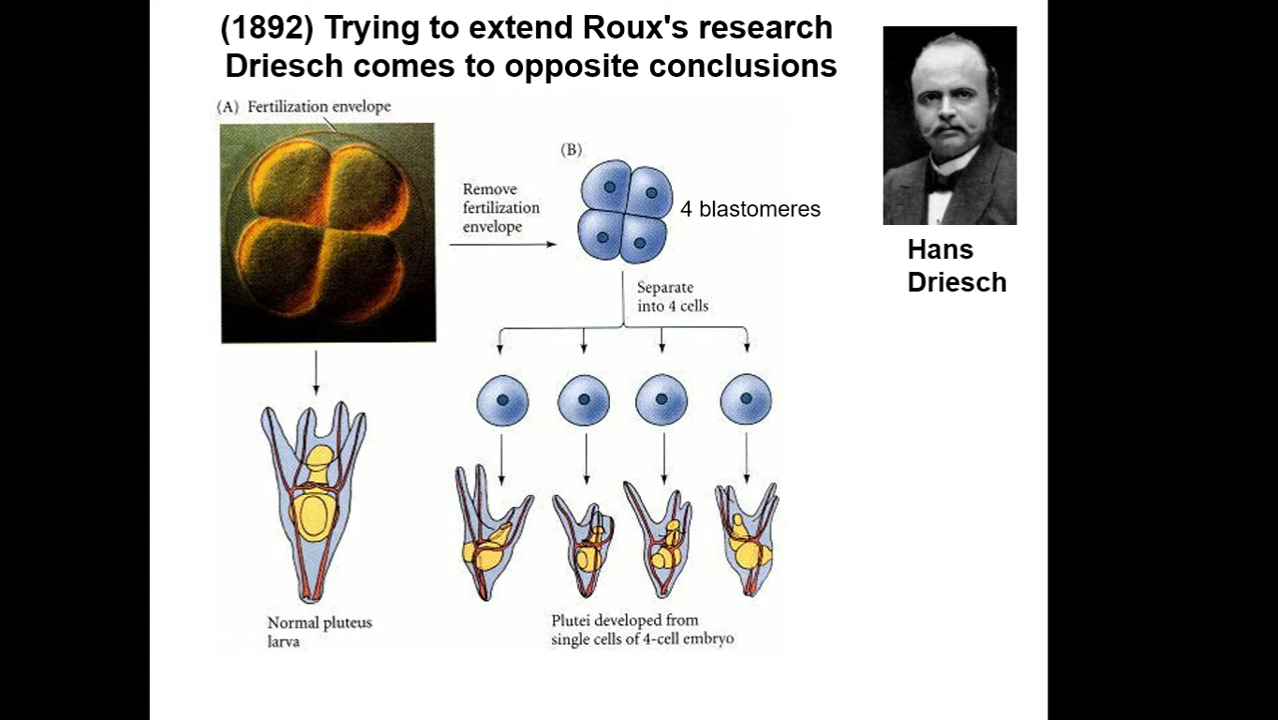 (1892) Trying to extend Roux's research
Driesch comes to opposite conclusions
(A) Fertilization envelope
Remove
fertilization
envelope
(B)
4 blastomeres
Hans
Driesch
Separate
into 4 cells
Normal pluteus
larva
Plutei developed from
single cells of 4-cell embryo